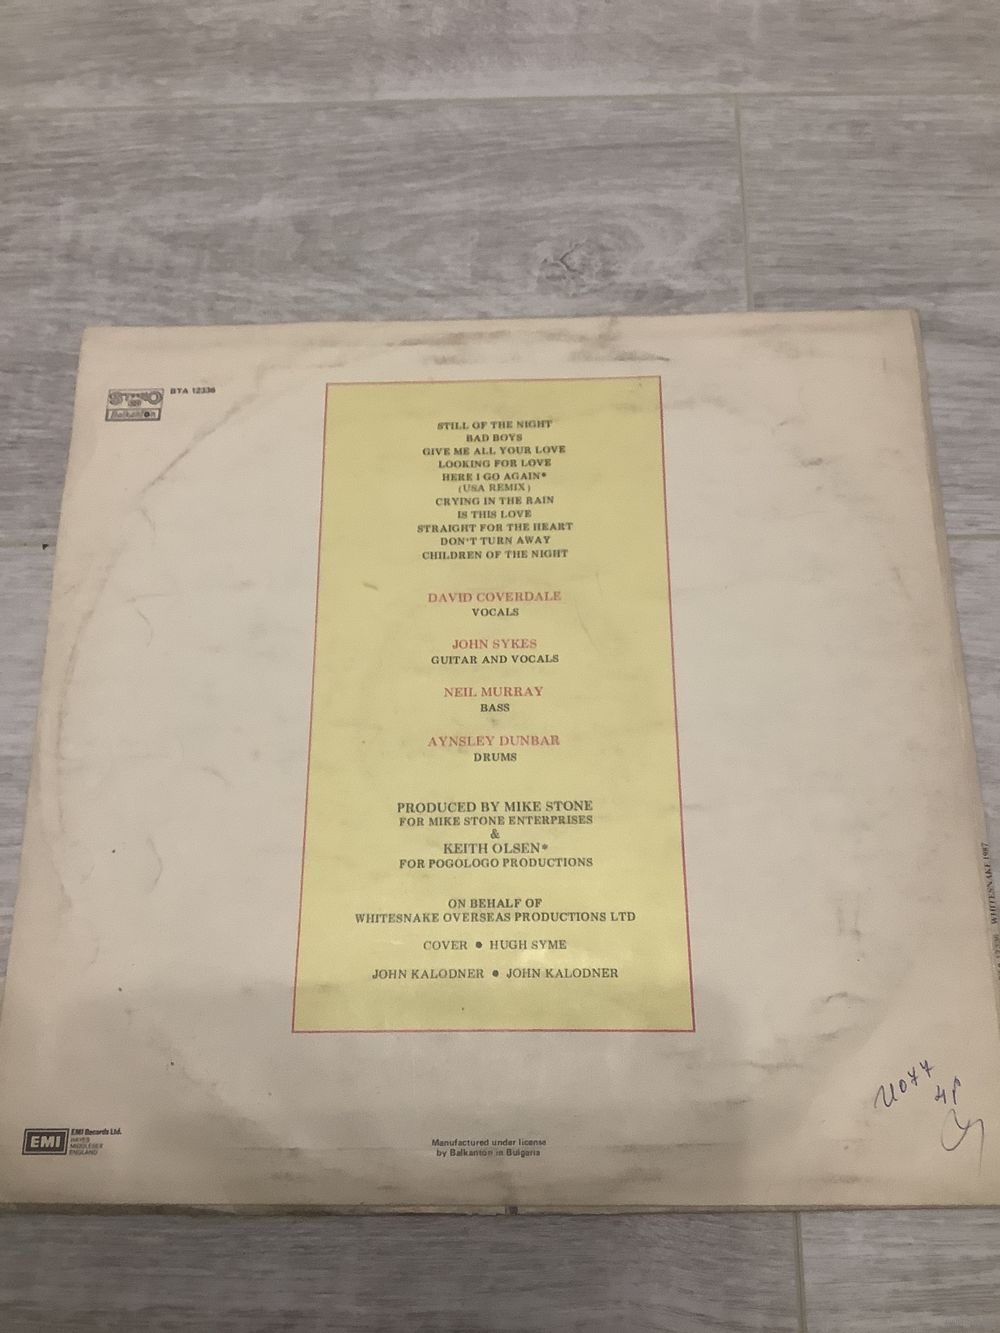 STEREO
Balkanton
BTA 12336
STILL OF THE NIGHT
BAD BOYS
GIVE ME ALL YOUR LOVE
LOOKING FOR LOVE
HERE I GO AGAIN*
(USA REMIX)
CRYING IN THE RAIN
IS THIS LOVE
STRAIGHT FOR THE HEART
DON'T TURN AWAY
CHILDREN OF THE NIGHT
DAVID COVERDALE
VOCALS
JOHN SYKES
GUITAR AND VOCALS
NEIL MURRAY
BASS
AYNSLEY DUNBAR
DRUMS
PRODUCED BY MIKE STONE
FOR MIKE STONE ENTERPRISES
&
KEITH OLSEN*
FOR POGOLOGO PRODUCTIONS
ON BEHALF OF
WHITESNAKE OVERSEAS PRODUCTIONS LTD
COVER ● HUGH SYME
JOHN KALODNER ● JOHN KALODNER
WHITESNAKE 1987
EMI
EMI Records Ltd.
HAYES
MIDDLESEX
ENGLAND
Manufactured under license
by Balkanton in Bulgaria